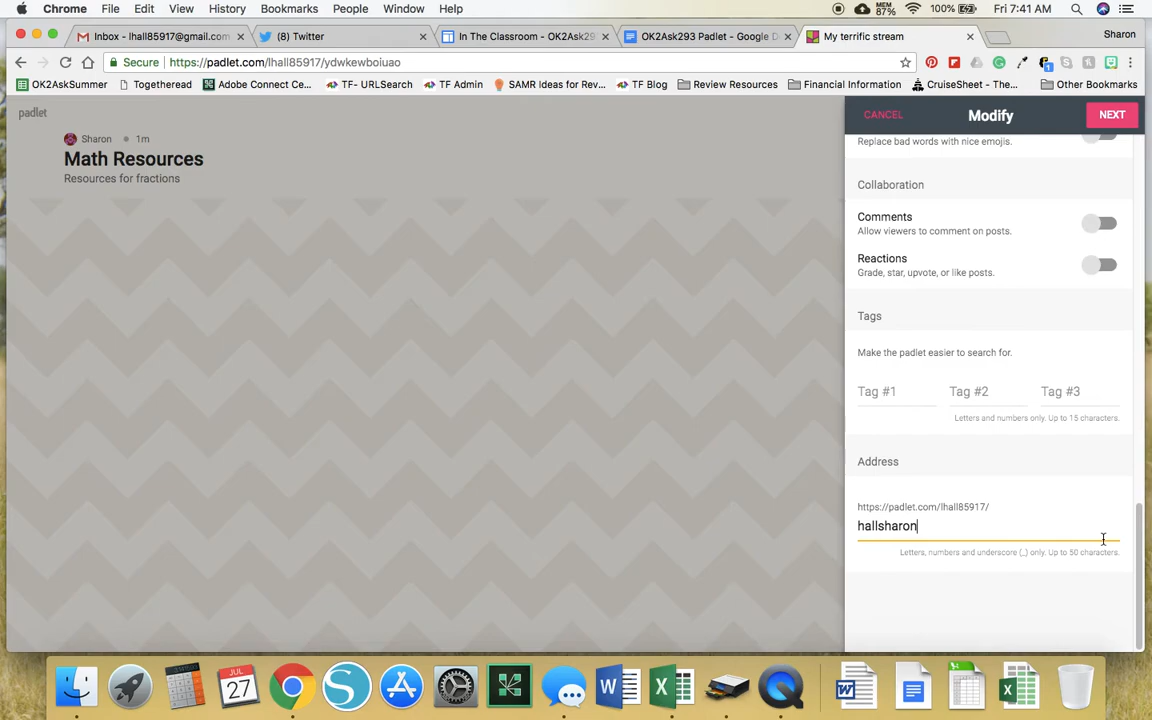 Chrome File Edit View History Bookmarks People Window Help MEM 87% 100% Fri 7:41 AM
Inbox - lhall85917@gmail.com (8) Twitter In The Classroom - OK2Ask29 OK2Ask293 Padlet - Google D My terrific stream Sharon
Secure https://padlet.com/lhall85917/ydwkewboiuao
OK2AskSummer Togetheread Adobe Connect Ce... TF- URLSearch TF Admin SAMR Ideas for Rev... TF Blog Review Resources Financial Information CruiseSheet - The... Other Bookmarks
padlet
Sharon 1m
Math Resources
Resources for fractions
CANCEL Modify NEXT
Replace bad words with nice emojis.
Collaboration
Comments
Allow viewers to comment on posts.
Reactions
Grade, star, upvote, or like posts.
Tags
Make the padlet easier to search for.
Tag #1 Tag #2 Tag #3
Letters and numbers only. Up to 15 characters.
Address
https://padlet.com/lhall85917/
hallsharon
Letters, numbers and underscore (_) only. Up to 50 characters.
JUL
27